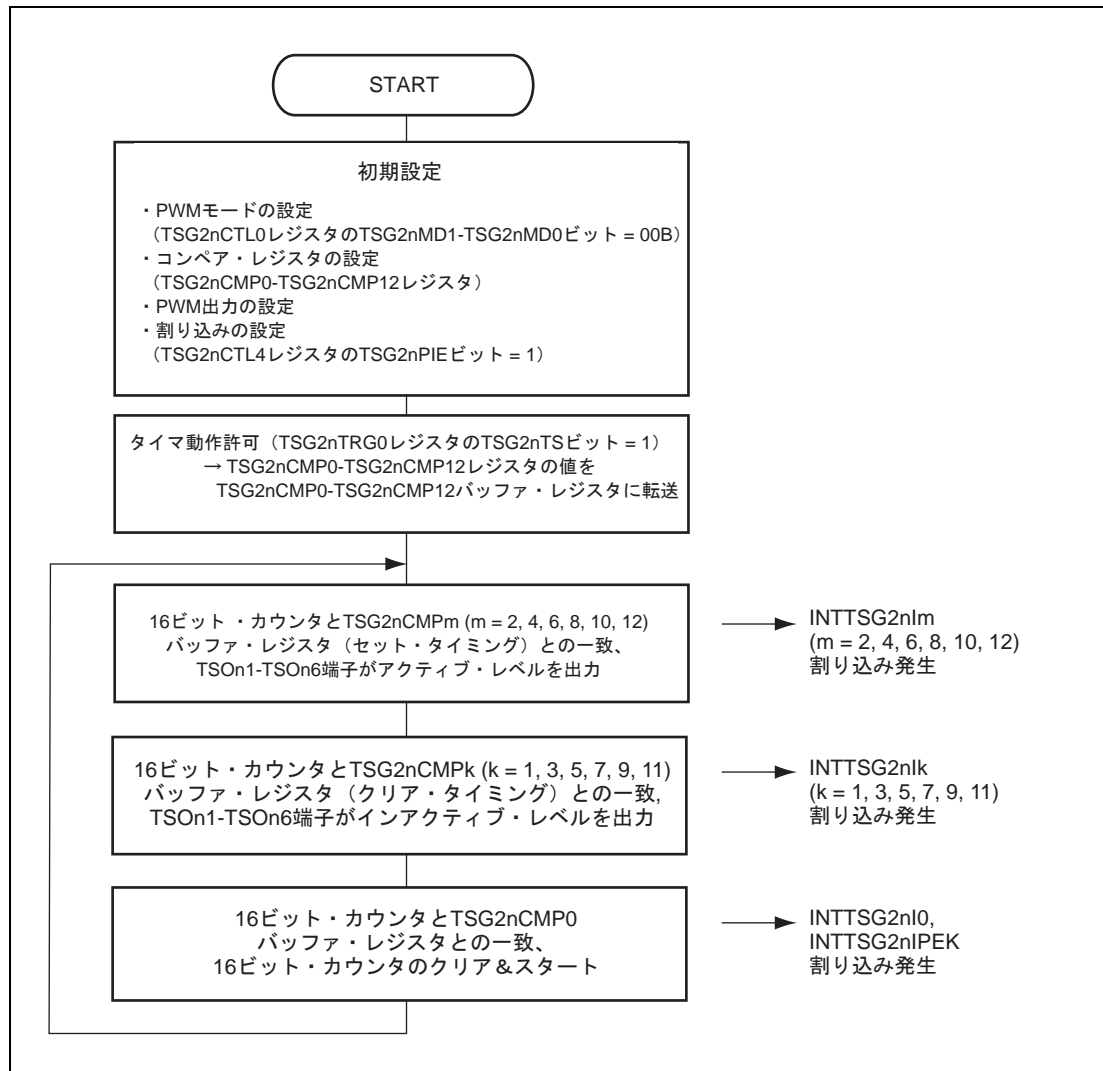 START
初期設定
・PWMモードの設定
（TSG2nCTL0レジスタのTSG2nMD1-TSG2nMD0ビット = 00B）
・コンペア・レジスタの設定
（TSG2nCMP0-TSG2nCMP12レジスタ）
・PWM出力の設定
・割り込みの設定
（TSG2nCTL4レジスタのTSG2nPIEビット = 1）
タイマ動作許可（TSG2nTRG0レジスタのTSG2nTSビット = 1）
→ TSG2nCMP0-TSG2nCMP12レジスタの値を
TSG2nCMP0-TSG2nCMP12バッファ・レジスタに転送
16ビット・カウンタとTSG2nCMPm (m = 2, 4, 6, 8, 10, 12)
バッファ・レジスタ（セット・タイミング）との一致、
TSOn1-TSOn6端子がアクティブ・レベルを出力
INTTSG2nIm
(m = 2, 4, 6, 8, 10, 12)
割り込み発生
16ビット・カウンタとTSG2nCMPk (k = 1, 3, 5, 7, 9, 11)
バッファ・レジスタ（クリア・タイミング）との一致,
TSOn1-TSOn6端子がインアクティブ・レベルを出力
INTTSG2nIk
(k = 1, 3, 5, 7, 9, 11)
割り込み発生
16ビット・カウンタとTSG2nCMP0
バッファ・レジスタとの一致、
16ビット・カウンタのクリア＆スタート
INTTSG2nI0,
INTTSG2nIPEK
割り込み発生